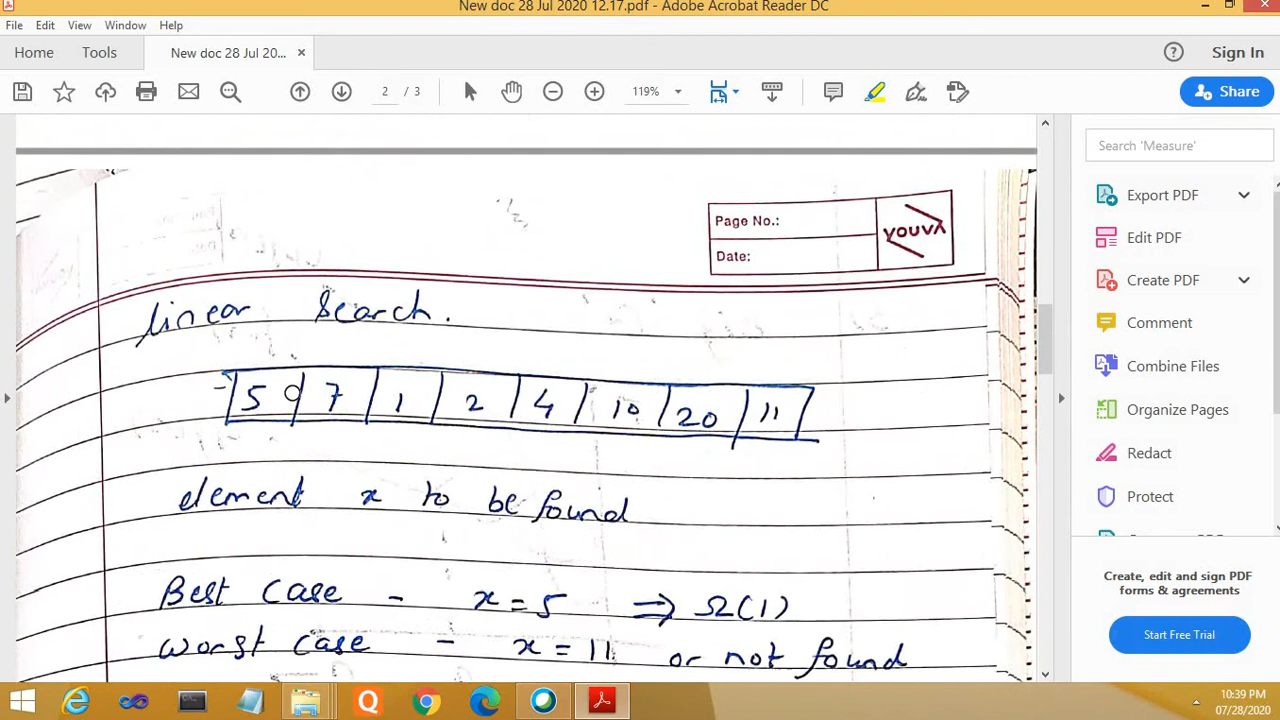 New doc 28 Jul 2020 12.17.pdf - Adobe Acrobat Reader DC
File Edit View Window Help
Home Tools New doc 28 Jul 20... × Sign In
2 / 3 119% Share
Search 'Measure'
Export PDF
Edit PDF
Create PDF
Comment
Combine Files
Organize Pages
Redact
Protect
Create, edit and sign PDF
forms & agreements
Start Free Trial
Page No.:
Date:
YOUVA
linear search.
5 7 1 2 4 10 20 11
element x to be found
Best case - x = 5 ⇒ Ω(1)
worst case - x = 11 or not found
10:39 PM
07/28/2020